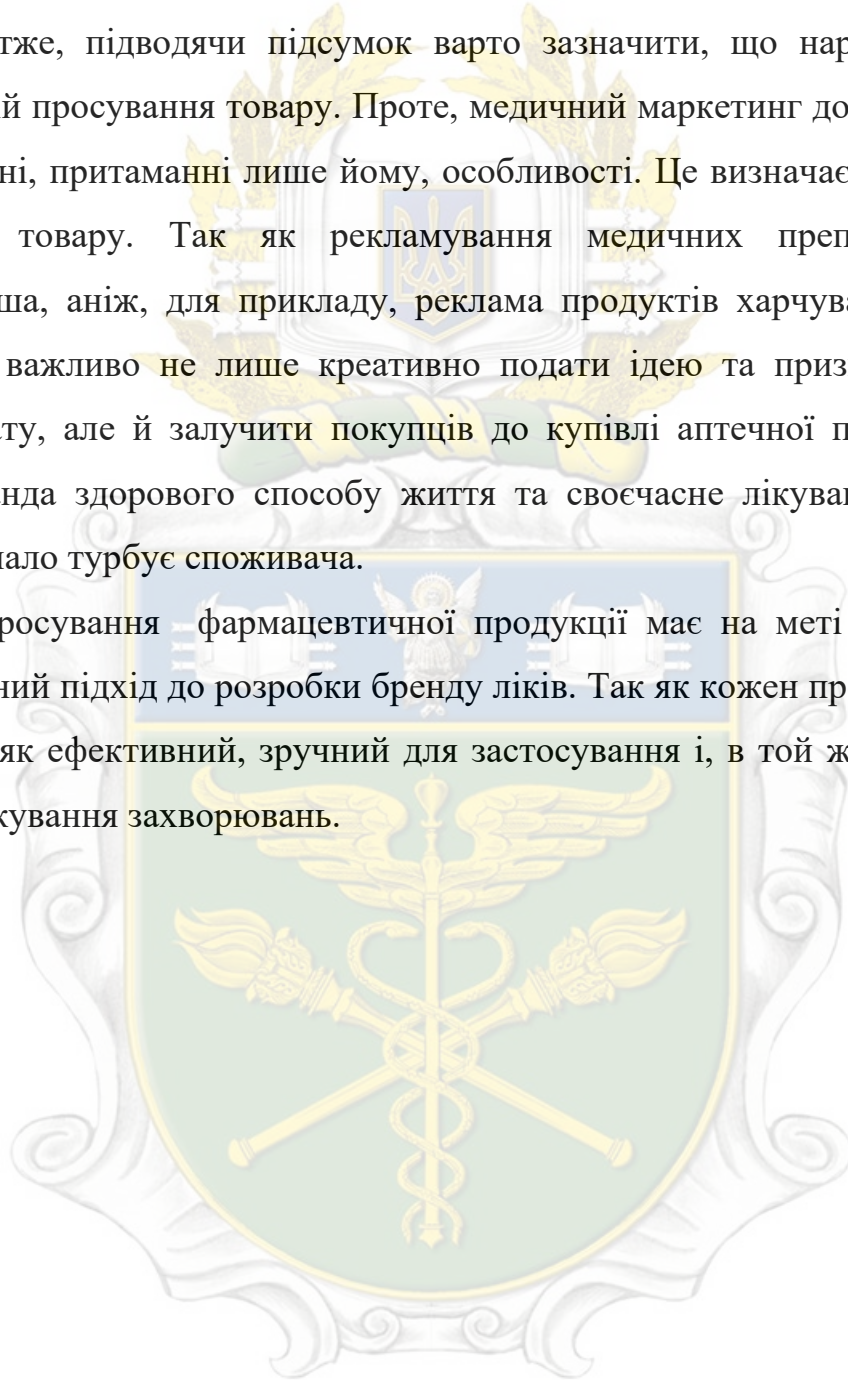 тже, підводячи підсумок варто зазначити, що нар
й просування товару. Проте, медичний маркетинг до
ні, притаманні лише йому, особливості. Це визначає
товару. Так як рекламування медичних преп
ша, аніж, для прикладу, реклама продуктів харчува
важливо не лише креативно подати ідею та приз
ту, але й залучити покупців до купівлі аптечної п
нда здорового способу життя та своєчасне лікуван
ало турбує споживача.
росування фармацевтичної продукції має на меті
ний підхід до розробки бренду ліків. Так як кожен пр
як ефективний, зручний для застосування і, в той ж
кування захворювань.